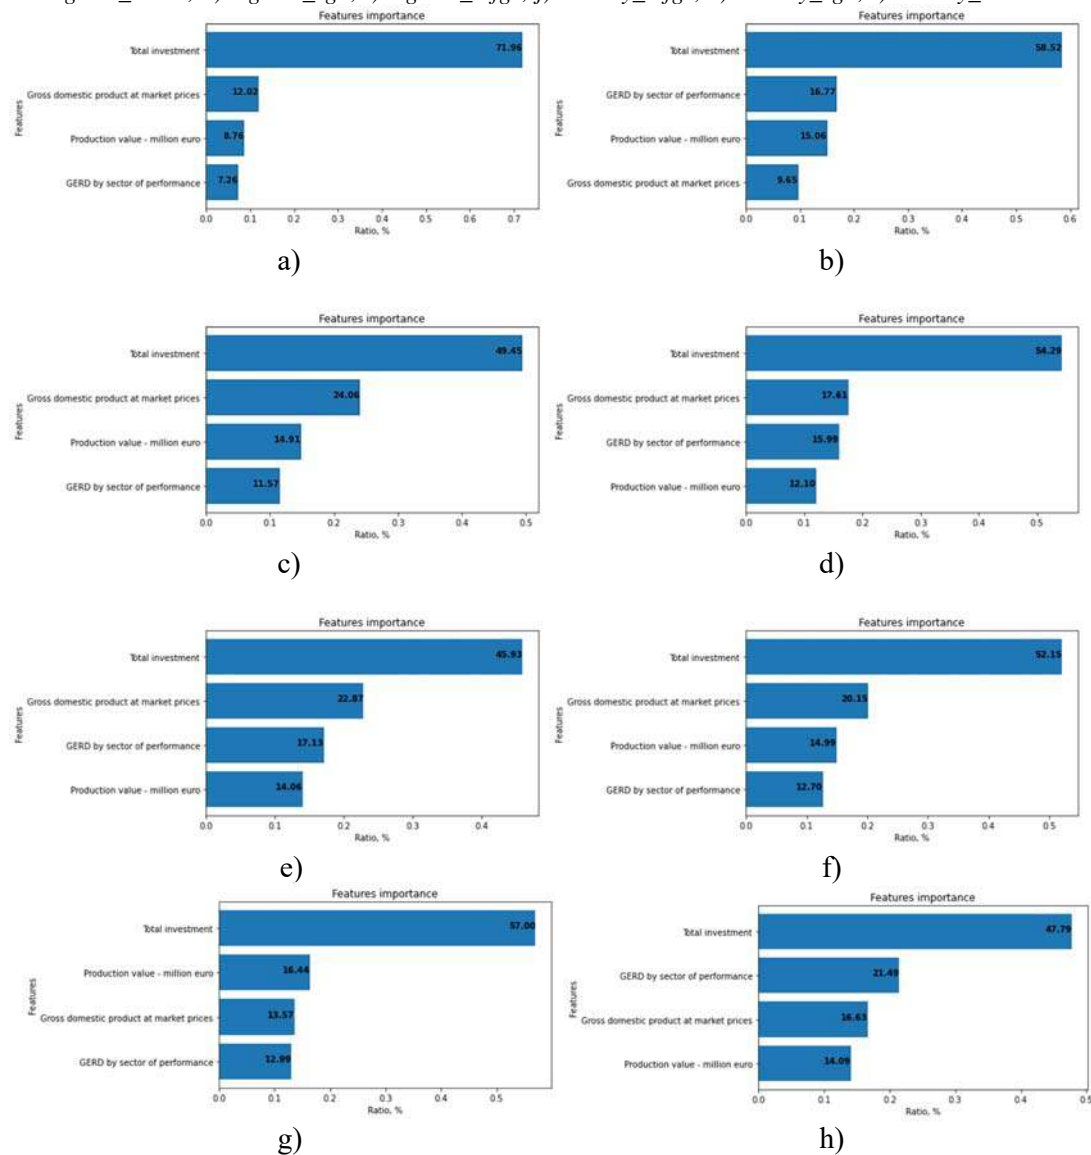 Features importance
Total investment 71.96
Gross domestic product at market prices 12.02
Production value - million euro 8.76
GERD by sector of performance 7.26
Features
0.0 0.1 0.2 0.3 0.4 0.5 0.6 0.7
Ratio, %
a)
Features importance
Total investment 58.52
GERD by sector of performance 16.77
Production value - million euro 15.06
Gross domestic product at market prices 9.65
Features
0.0 0.1 0.2 0.3 0.4 0.5 0.6
Ratio, %
b)
Features importance
Total investment 49.45
Gross domestic product at market prices 24.06
Production value - million euro 14.91
GERD by sector of performance 11.57
Features
0.0 0.1 0.2 0.3 0.4 0.5
Ratio, %
c)
Features importance
Total investment 54.29
Gross domestic product at market prices 17.61
GERD by sector of performance 15.99
Production value - million euro 12.10
Features
0.0 0.1 0.2 0.3 0.4 0.5
Ratio, %
d)
Features importance
Total investment 45.93
Gross domestic product at market prices 22.87
GERD by sector of performance 17.13
Production value - million euro 14.06
Features
0.0 0.1 0.2 0.3 0.4
Ratio, %
e)
Features importance
Total investment 52.15
Gross domestic product at market prices 20.15
Production value - million euro 14.99
GERD by sector of performance 12.70
Features
0.0 0.1 0.2 0.3 0.4 0.5
Ratio, %
f)
Features importance
Total investment 57.00
Production value - million euro 16.44
Gross domestic product at market prices 13.57
GERD by sector of performance 12.99
Features
0.0 0.1 0.2 0.3 0.4 0.5
Ratio, %
g)
Features importance
Total investment 47.79
GERD by sector of performance 21.49
Gross domestic product at market prices 16.63
Production value - million euro 14.09
Features
0.0 0.1 0.2 0.3 0.4 0.5
Ratio, %
h)